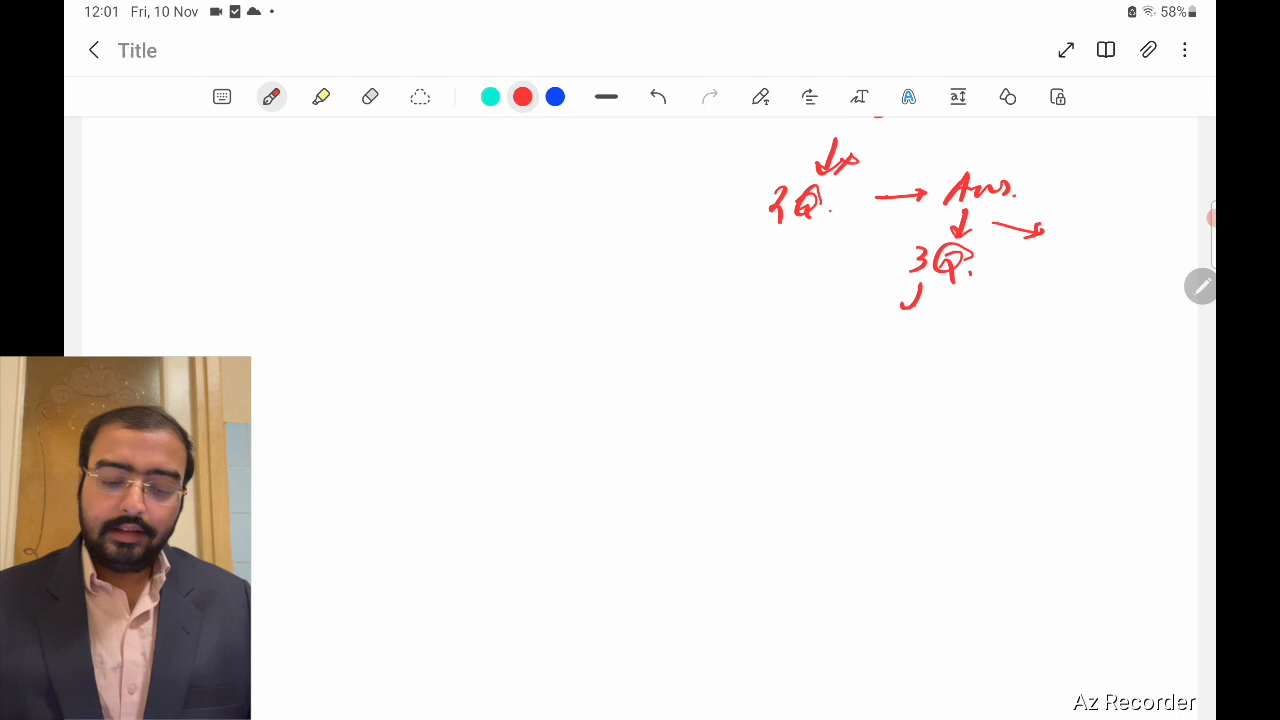 12:01 Fri, 10 Nov 58%
Title
2Q. → Ans.
3Q.
Az Recorder